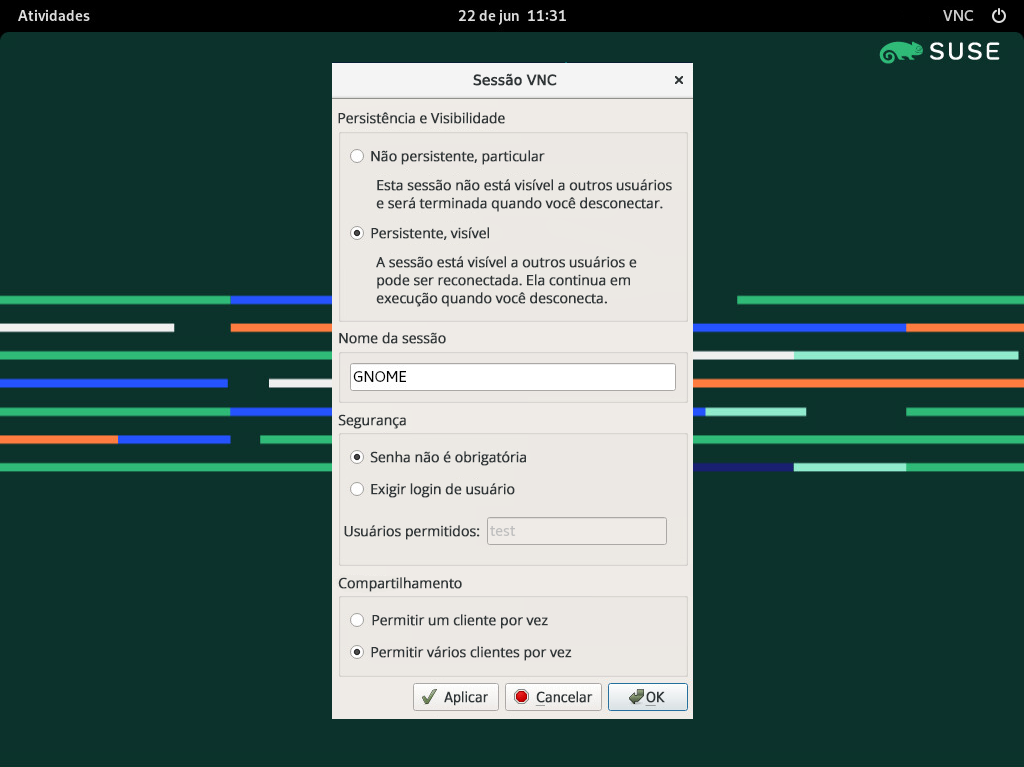 Atividades
22 de jun 11:31
VNC
SUSE
Sessão VNC
Persistência e Visibilidade
Não persistente, particular
Esta sessão não está visível a outros usuários
e será terminada quando você desconectar.
Persistente, visível
A sessão está visível a outros usuários e
pode ser reconectada. Ela continua em
execução quando você desconecta.
Nome da sessão
GNOME
Segurança
Senha não é obrigatória
Exigir login de usuário
Usuários permitidos: test
Compartilhamento
Permitir um cliente por vez
Permitir vários clientes por vez
Aplicar
Cancelar
OK